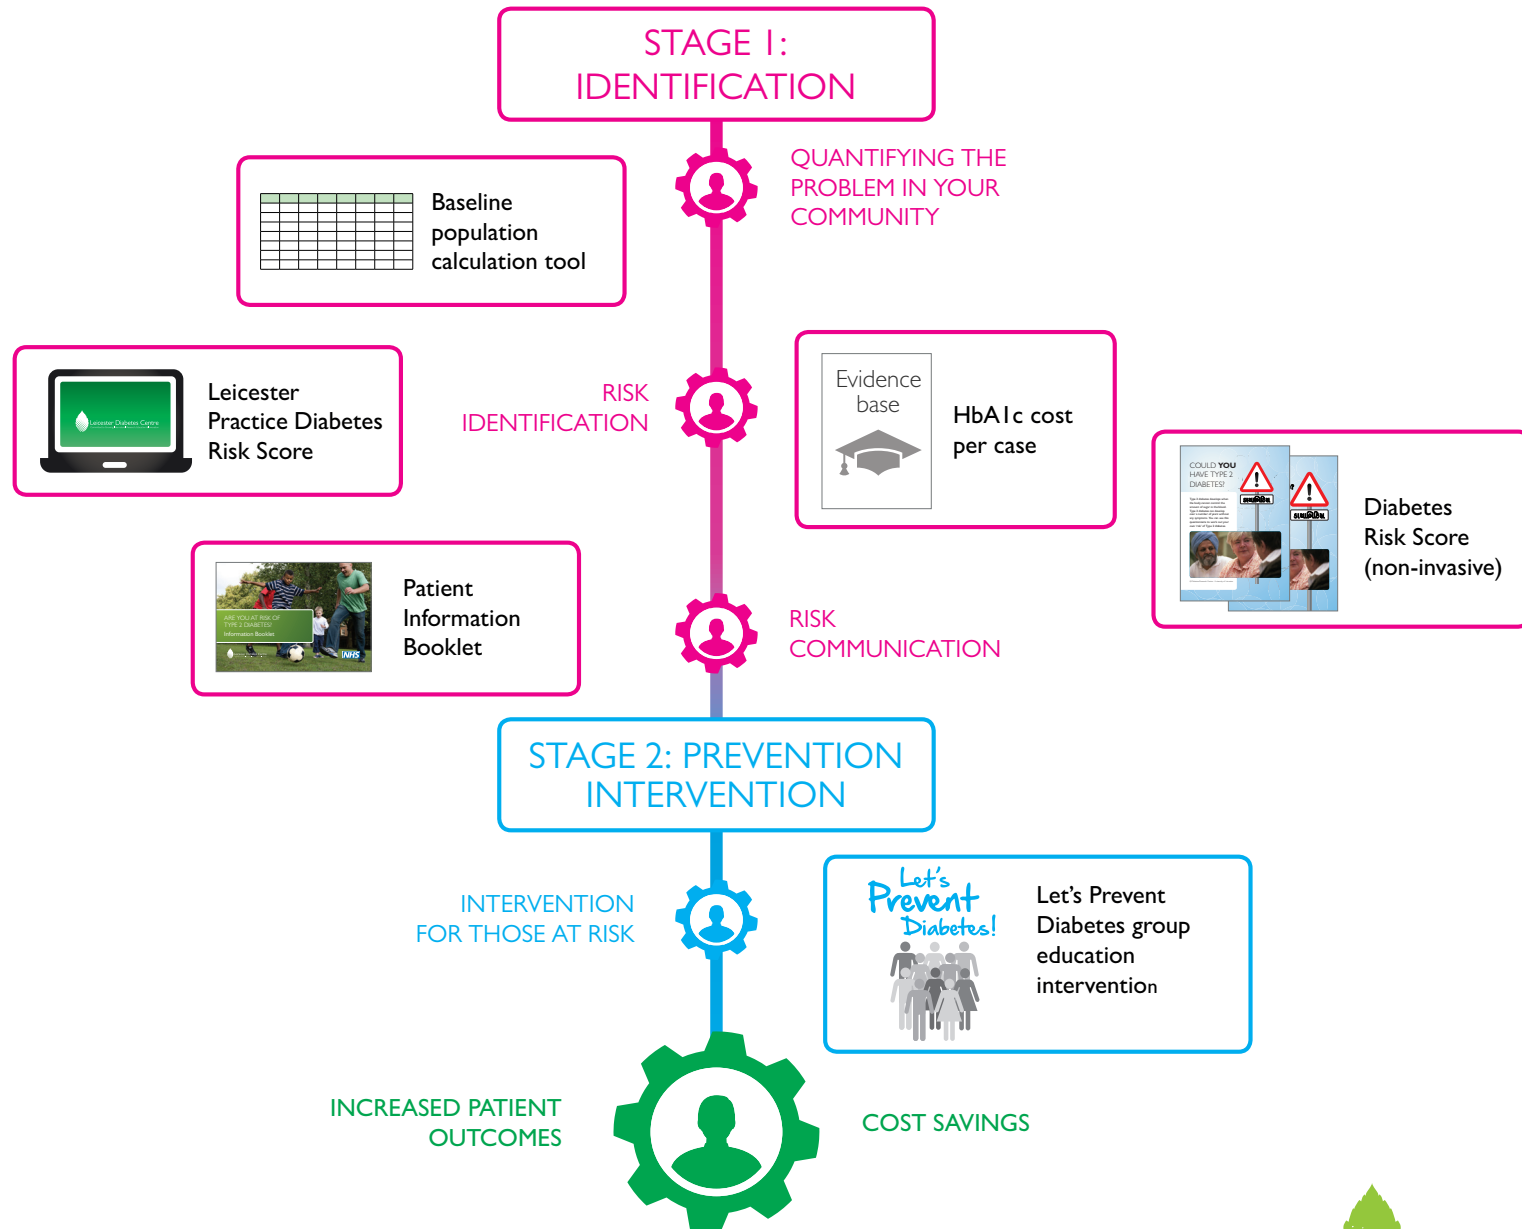 STAGE 1:
IDENTIFICATION
QUANTIFYING THE
PROBLEM IN YOUR
COMMUNITY
Baseline
population
calculation tool
Leicester Diabetes Centre
Leicester
Practice Diabetes
Risk Score
RISK
IDENTIFICATION
Evidence
base
HbA1c cost
per case
COULD YOU
HAVE TYPE 2
DIABETES?
Diabetes
Risk Score
(non-invasive)
ARE YOU AT RISK OF
TYPE 2 DIABETES?
Information Booklet
NHS
Patient
Information
Booklet
RISK
COMMUNICATION
STAGE 2: PREVENTION
INTERVENTION
INTERVENTION
FOR THOSE AT RISK
Let's
Prevent
Diabetes!
Let’s Prevent
Diabetes group
education
intervention
INCREASED PATIENT
OUTCOMES
COST SAVINGS